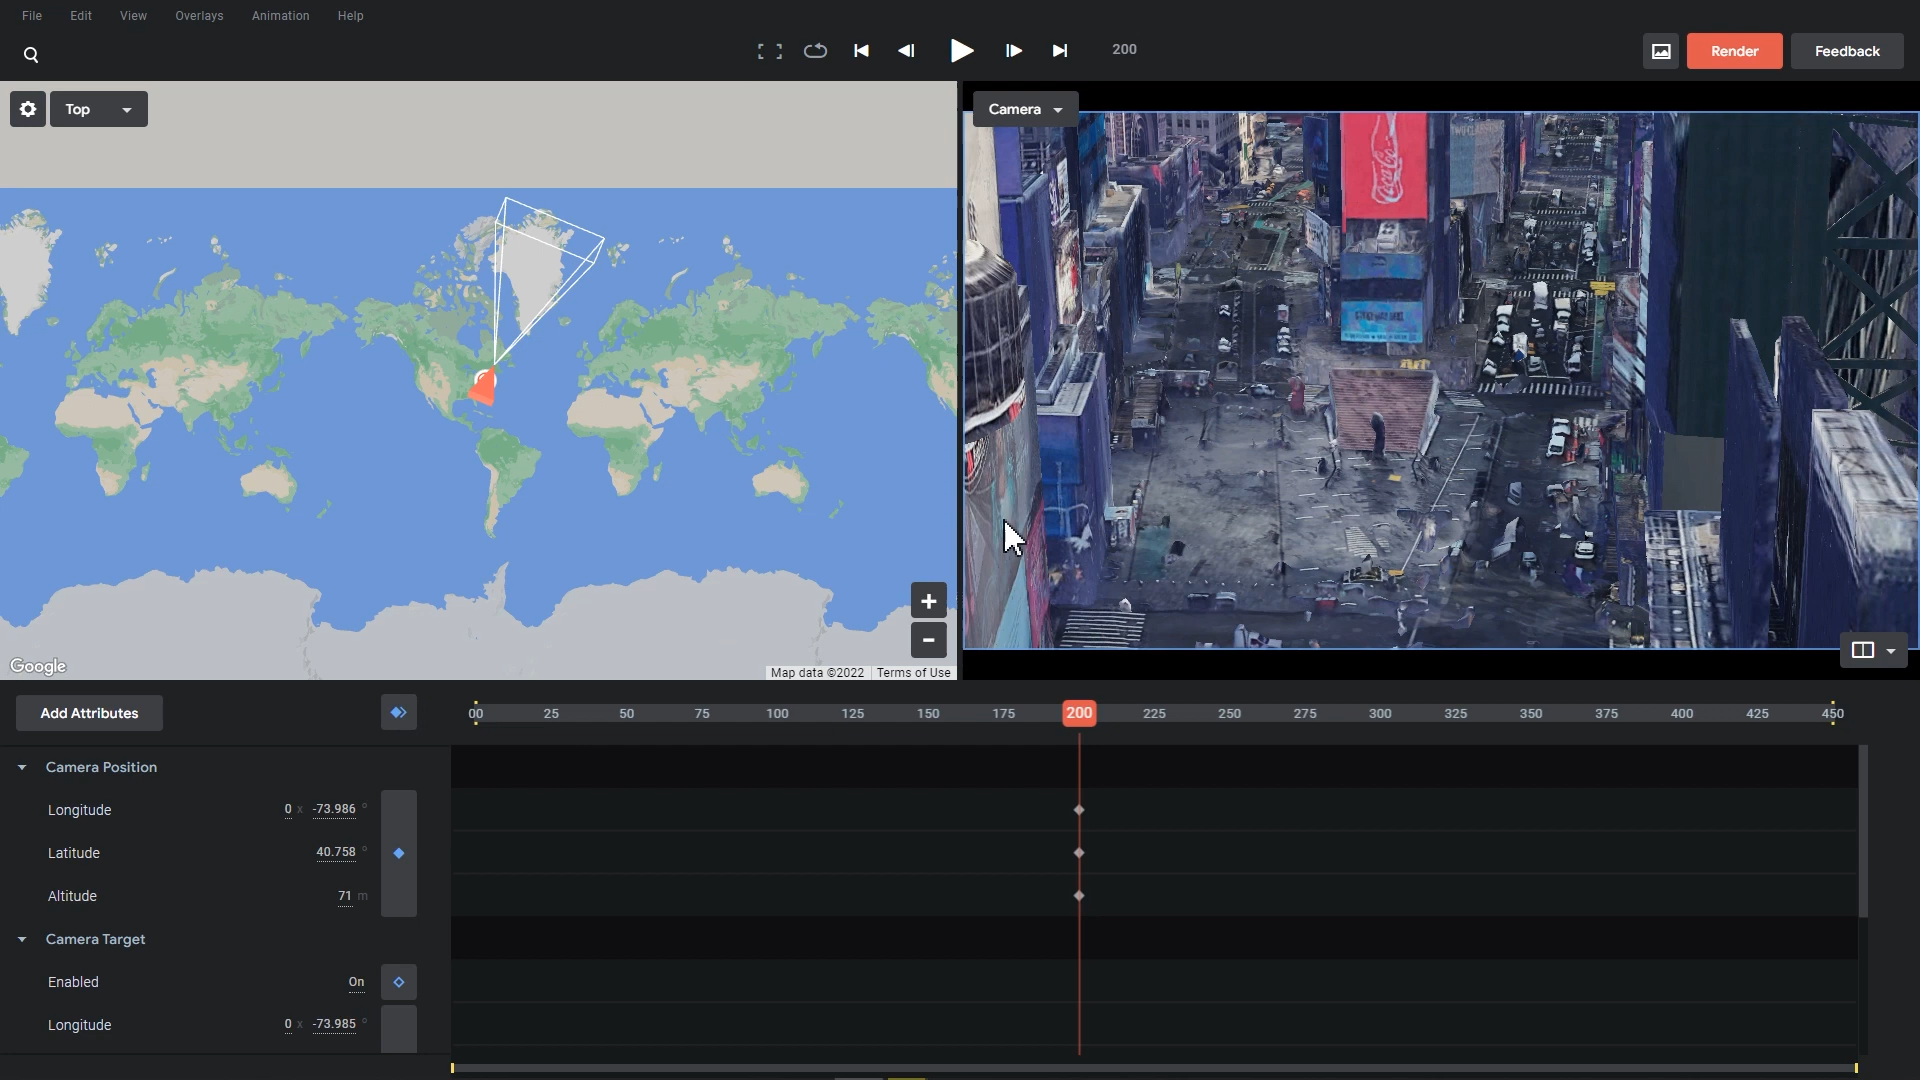 File Edit View Overlays Animation Help
200
Render Feedback
Top
Camera
Coca-Cola
Google
Map data ©2022 Terms of Use
Add Attributes
00 25 50 75 100 125 150 175 200 225 250 275 300 325 350 375 400 425 450
Camera Position
Longitude 0 x -73.986 °
Latitude 40.758 °
Altitude 71 m
Camera Target
Enabled On
Longitude 0 x -73.985 °